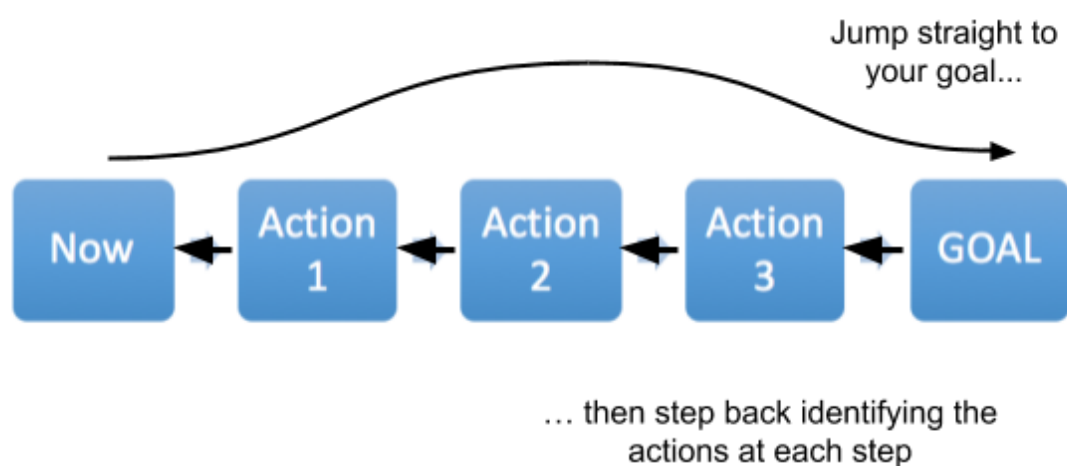 Jump straight to
your goal...
Now
Action
1
Action
2
Action
3
GOAL
... then step back identifying the
actions at each step